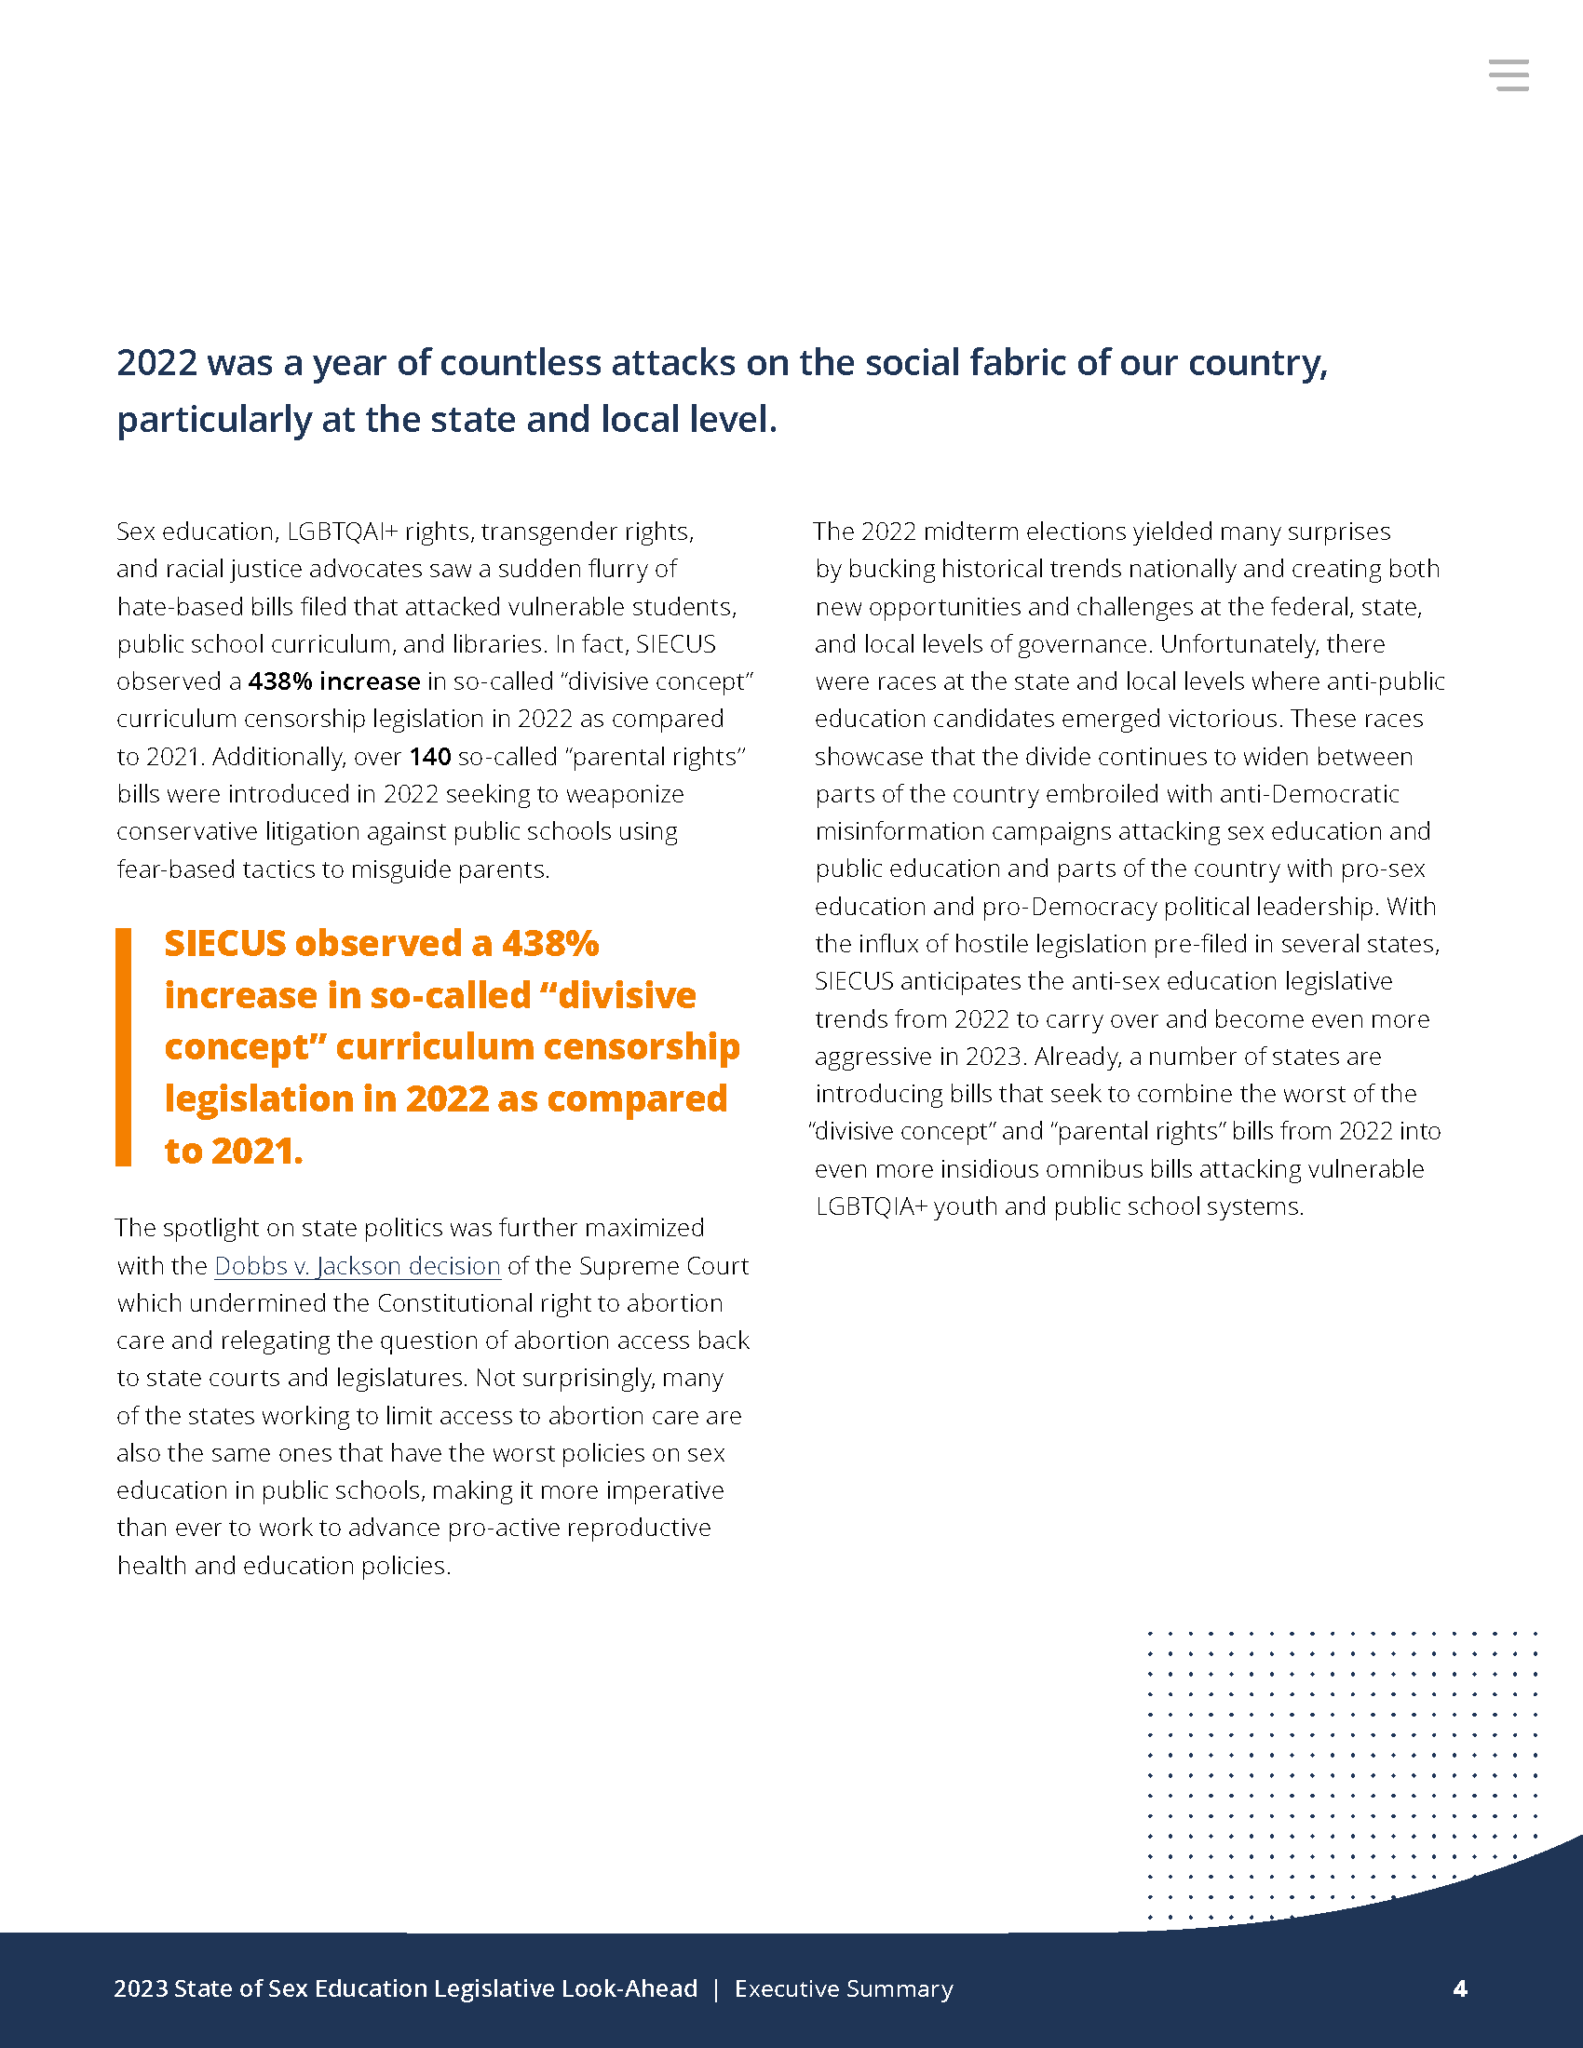 2022 was a year of countless attacks on the social fabric of our country,
particularly at the state and local level.
Sex education, LGBTQAI+ rights, transgender rights,
and racial justice advocates saw a sudden flurry of
hate-based bills filed that attacked vulnerable students,
public school curriculum, and libraries. In fact, SIECUS
observed a 438% increase in so-called “divisive concept”
curriculum censorship legislation in 2022 as compared
to 2021. Additionally, over 140 so-called “parental rights”
bills were introduced in 2022 seeking to weaponize
conservative litigation against public schools using
fear-based tactics to misguide parents.
SIECUS observed a 438%
increase in so-called “divisive
concept” curriculum censorship
legislation in 2022 as compared
to 2021.
The spotlight on state politics was further maximized
with the Dobbs v. Jackson decision of the Supreme Court
which undermined the Constitutional right to abortion
care and relegating the question of abortion access back
to state courts and legislatures. Not surprisingly, many
of the states working to limit access to abortion care are
also the same ones that have the worst policies on sex
education in public schools, making it more imperative
than ever to work to advance pro-active reproductive
health and education policies.
The 2022 midterm elections yielded many surprises
by bucking historical trends nationally and creating both
new opportunities and challenges at the federal, state,
and local levels of governance. Unfortunately, there
were races at the state and local levels where anti-public
education candidates emerged victorious. These races
showcase that the divide continues to widen between
parts of the country embroiled with anti-Democratic
misinformation campaigns attacking sex education and
public education and parts of the country with pro-sex
education and pro-Democracy political leadership. With
the influx of hostile legislation pre-filed in several states,
SIECUS anticipates the anti-sex education legislative
trends from 2022 to carry over and become even more
aggressive in 2023. Already, a number of states are
introducing bills that seek to combine the worst of the
“divisive concept” and “parental rights” bills from 2022 into
even more insidious omnibus bills attacking vulnerable
LGBTQIA+ youth and public school systems.
2023 State of Sex Education Legislative Look-Ahead | Executive Summary 4